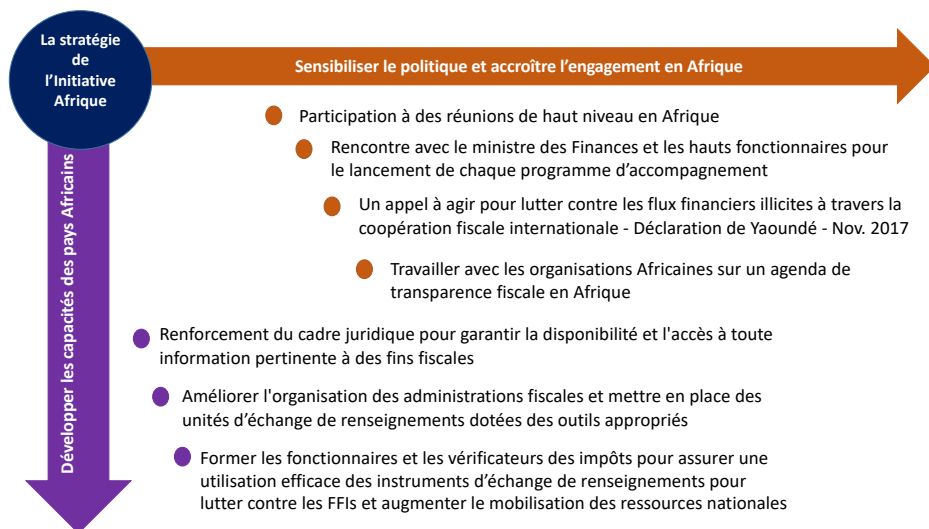 La stratégie
de
l'Initiative
Afrique
Sensibiliser le politique et accroître l'engagement en Afrique
Participation à des réunions de haut niveau en Afrique
Rencontre avec le ministre des Finances et les hauts fonctionnaires pour
le lancement de chaque programme d'accompagnement
Un appel à agir pour lutter contre les flux financiers illicites à travers la
coopération fiscale internationale - Déclaration de Yaoundé - Nov. 2017
Travailler avec les organisations Africaines sur un agenda de
transparence fiscale en Afrique
Développer les capacités des pays Africains
Renforcement du cadre juridique pour garantir la disponibilité et l'accès à toute
information pertinente à des fins fiscales
Améliorer l'organisation des administrations fiscales et mettre en place des
unités d'échange de renseignements dotées des outils appropriés
Former les fonctionnaires et les vérificateurs des impôts pour assurer une
utilisation efficace des instruments d'échange de renseignements pour
lutter contre les FFIs et augmenter le mobilisation des ressources nationales